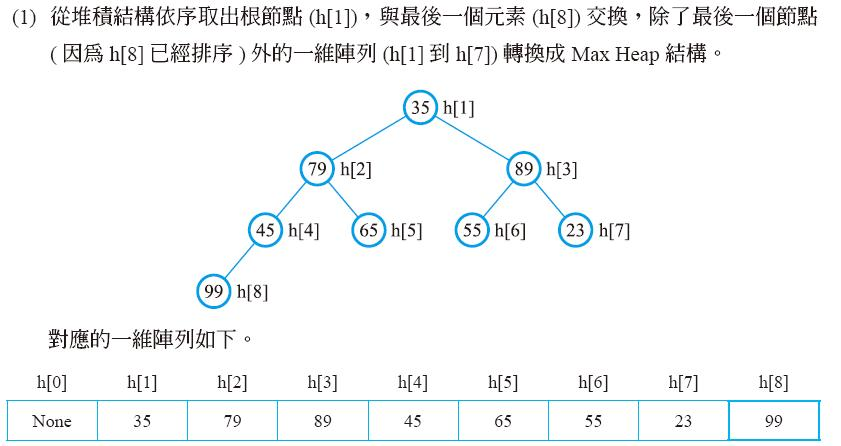 (1) 從堆積結構依序取出根節點 (h[1])，與最後一個元素 (h[8]) 交換，除了最後一個節點
( 因為 h[8] 已經排序 ) 外的一維陣列 (h[1] 到 h[7]) 轉換成 Max Heap 結構。
35 h[1]
79 h[2] 89 h[3]
45 h[4] 65 h[5] 55 h[6] 23 h[7]
99 h[8]
對應的一維陣列如下。
h[0] h[1] h[2] h[3] h[4] h[5] h[6] h[7] h[8]
None 35 79 89 45 65 55 23 99